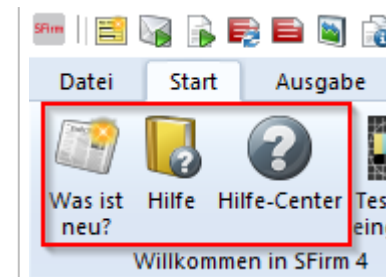 SFirm
Datei Start Ausgabe
Was ist neu?
Hilfe
Hilfe-Center
Willkommen in SFirm 4